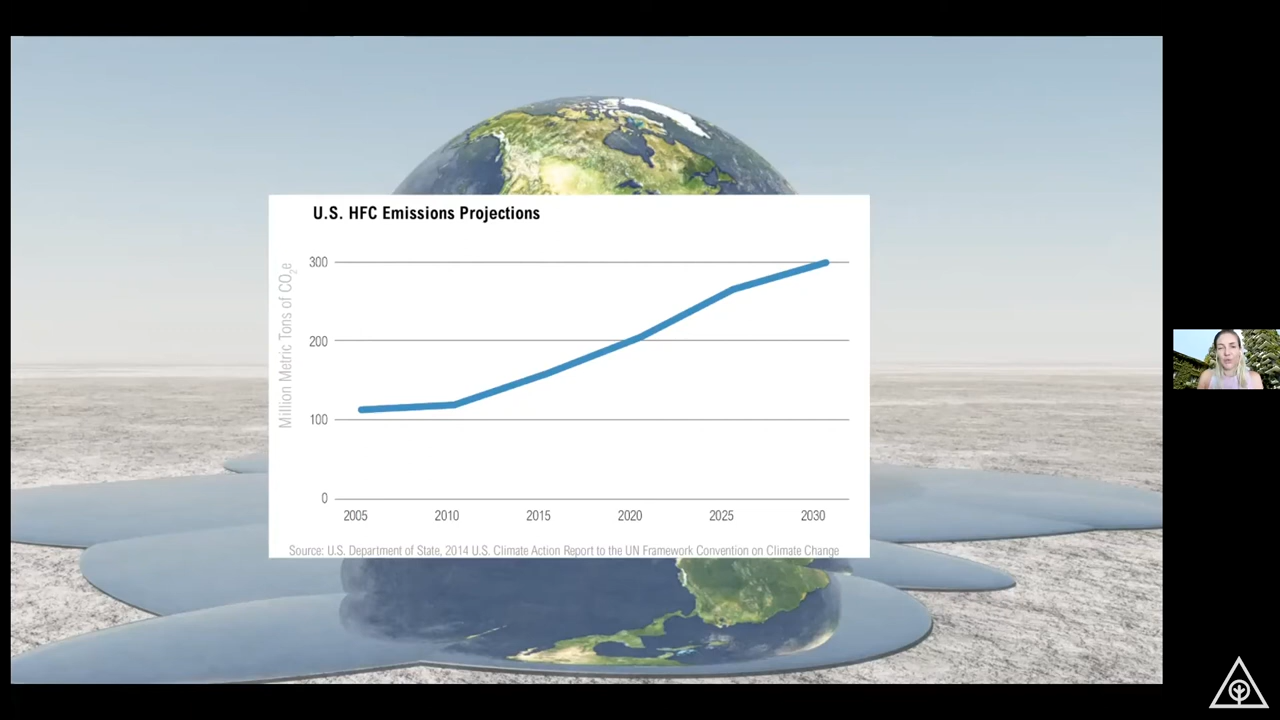 U.S. HFC Emissions Projections
Million Metric Tons of CO₂e
300
200
100
0
2005 2010 2015 2020 2025 2030
Source: U.S. Department of State, 2014 U.S. Climate Action Report to the UN Framework Convention on Climate Change